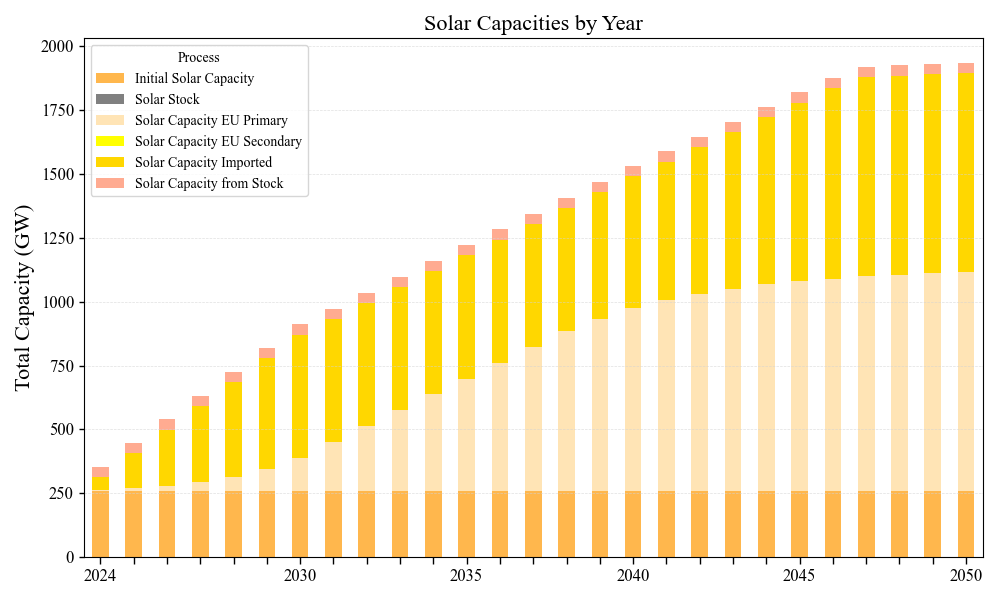 Solar Capacities by Year
Total Capacity (GW)
2000
1750
1500
1250
1000
750
500
250
0
Process
Initial Solar Capacity
Solar Stock
Solar Capacity EU Primary
Solar Capacity EU Secondary
Solar Capacity Imported
Solar Capacity from Stock
2024 2030 2035 2040 2045 2050